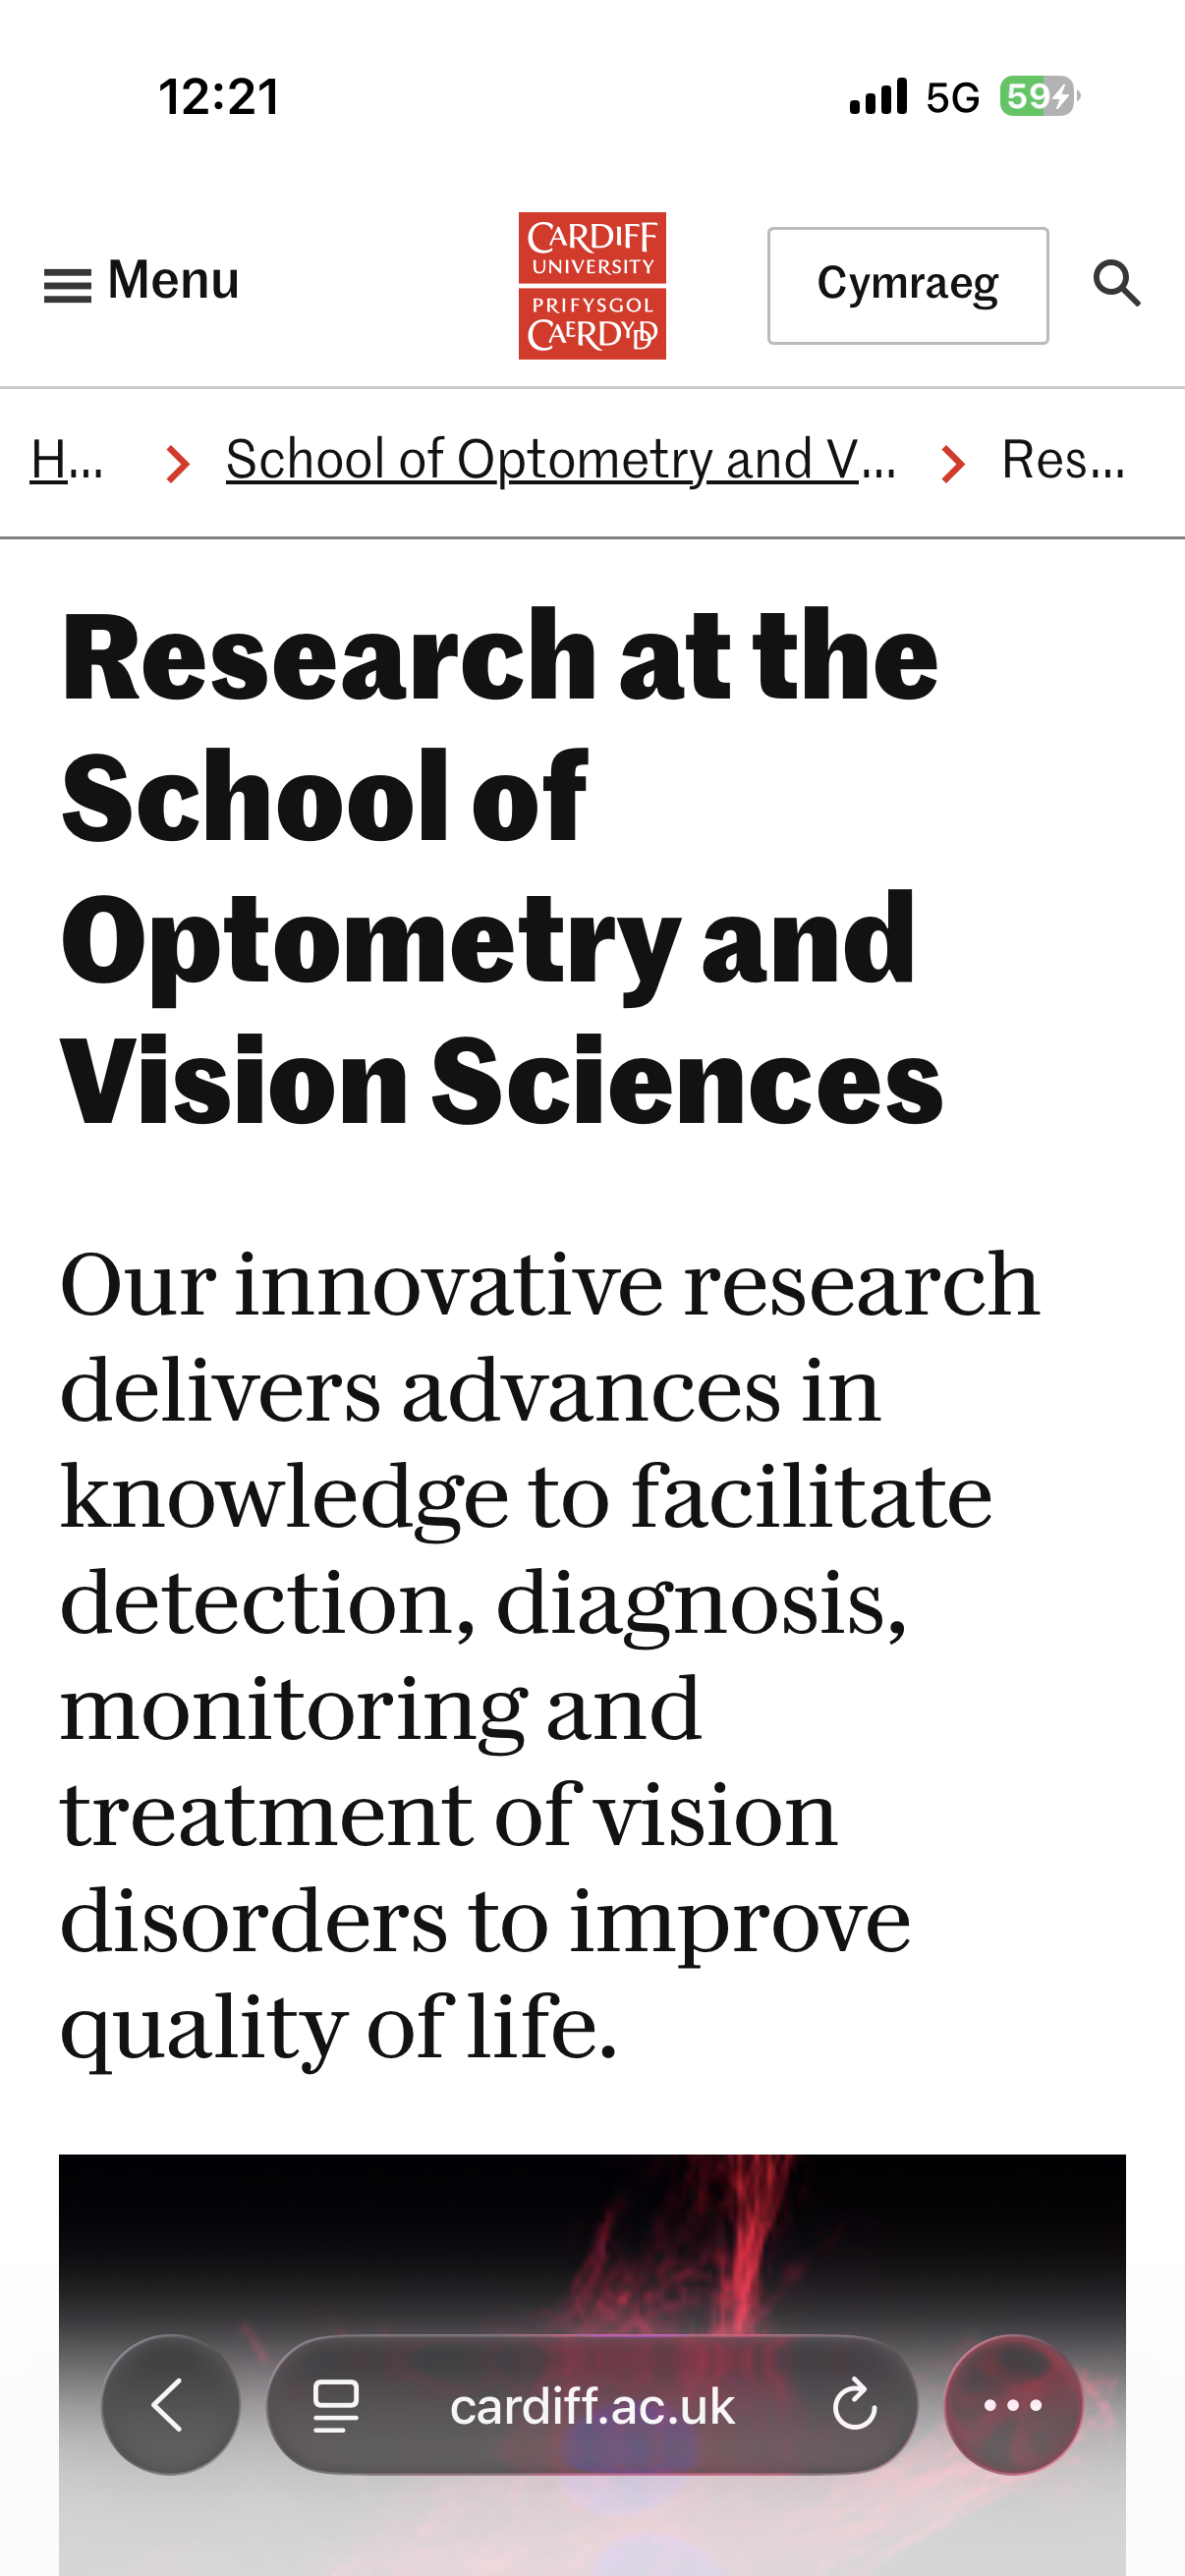 12:21 5G 59
Menu
CARDIFF
UNIVERSITY
PRIFYSGOL
CAERDYDD
Cymraeg
H... School of Optometry and V... Res...
Research at the
School of
Optometry and
Vision Sciences
Our innovative research
delivers advances in
knowledge to facilitate
detection, diagnosis,
monitoring and
treatment of vision
disorders to improve
quality of life.
cardiff.ac.uk